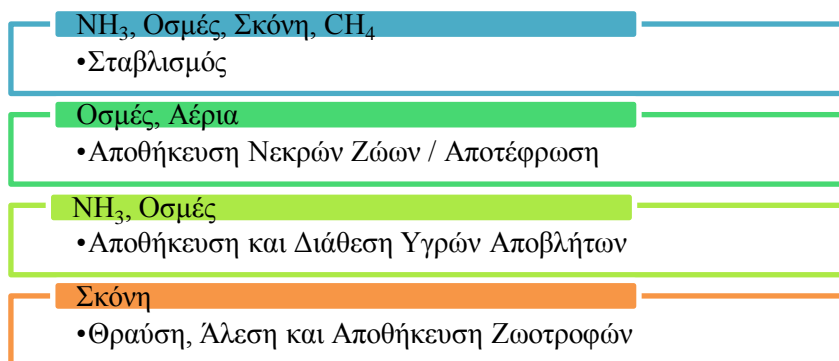 NH₃, Οσμές, Σκόνη, CH₄
•Σταβλισμός
Οσμές, Αέρια
•Αποθήκευση Νεκρών Ζώων / Αποτέφρωση
NH₃, Οσμές
•Αποθήκευση και Διάθεση Υγρών Αποβλήτων
Σκόνη
•Θραύση, Άλεση και Αποθήκευση Ζωοτροφών